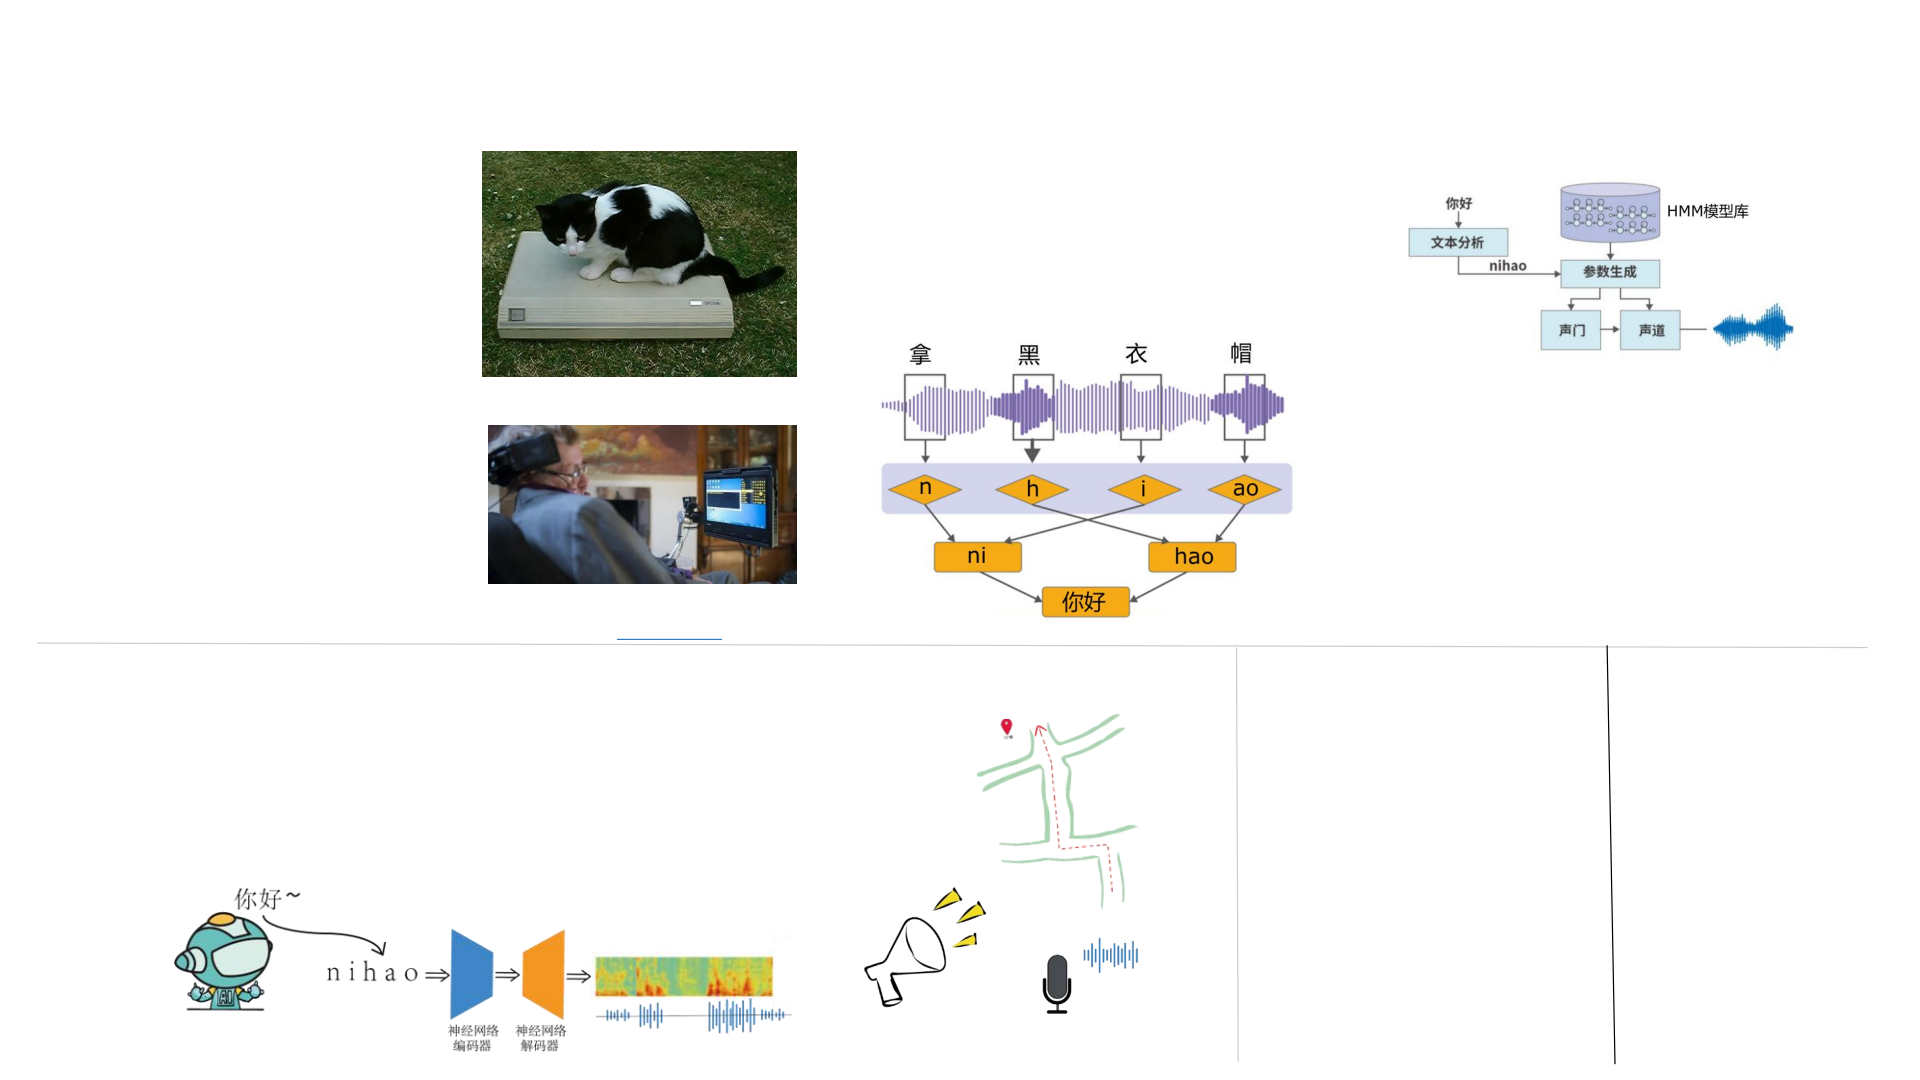 你好
文本分析
nihao
HMM模型库
参数生成
声门
声道
拿 黑 衣 帽
n h i ao
ni hao
你好
你好~
n i h a o
神经网络
编码器
神经网络
解码器